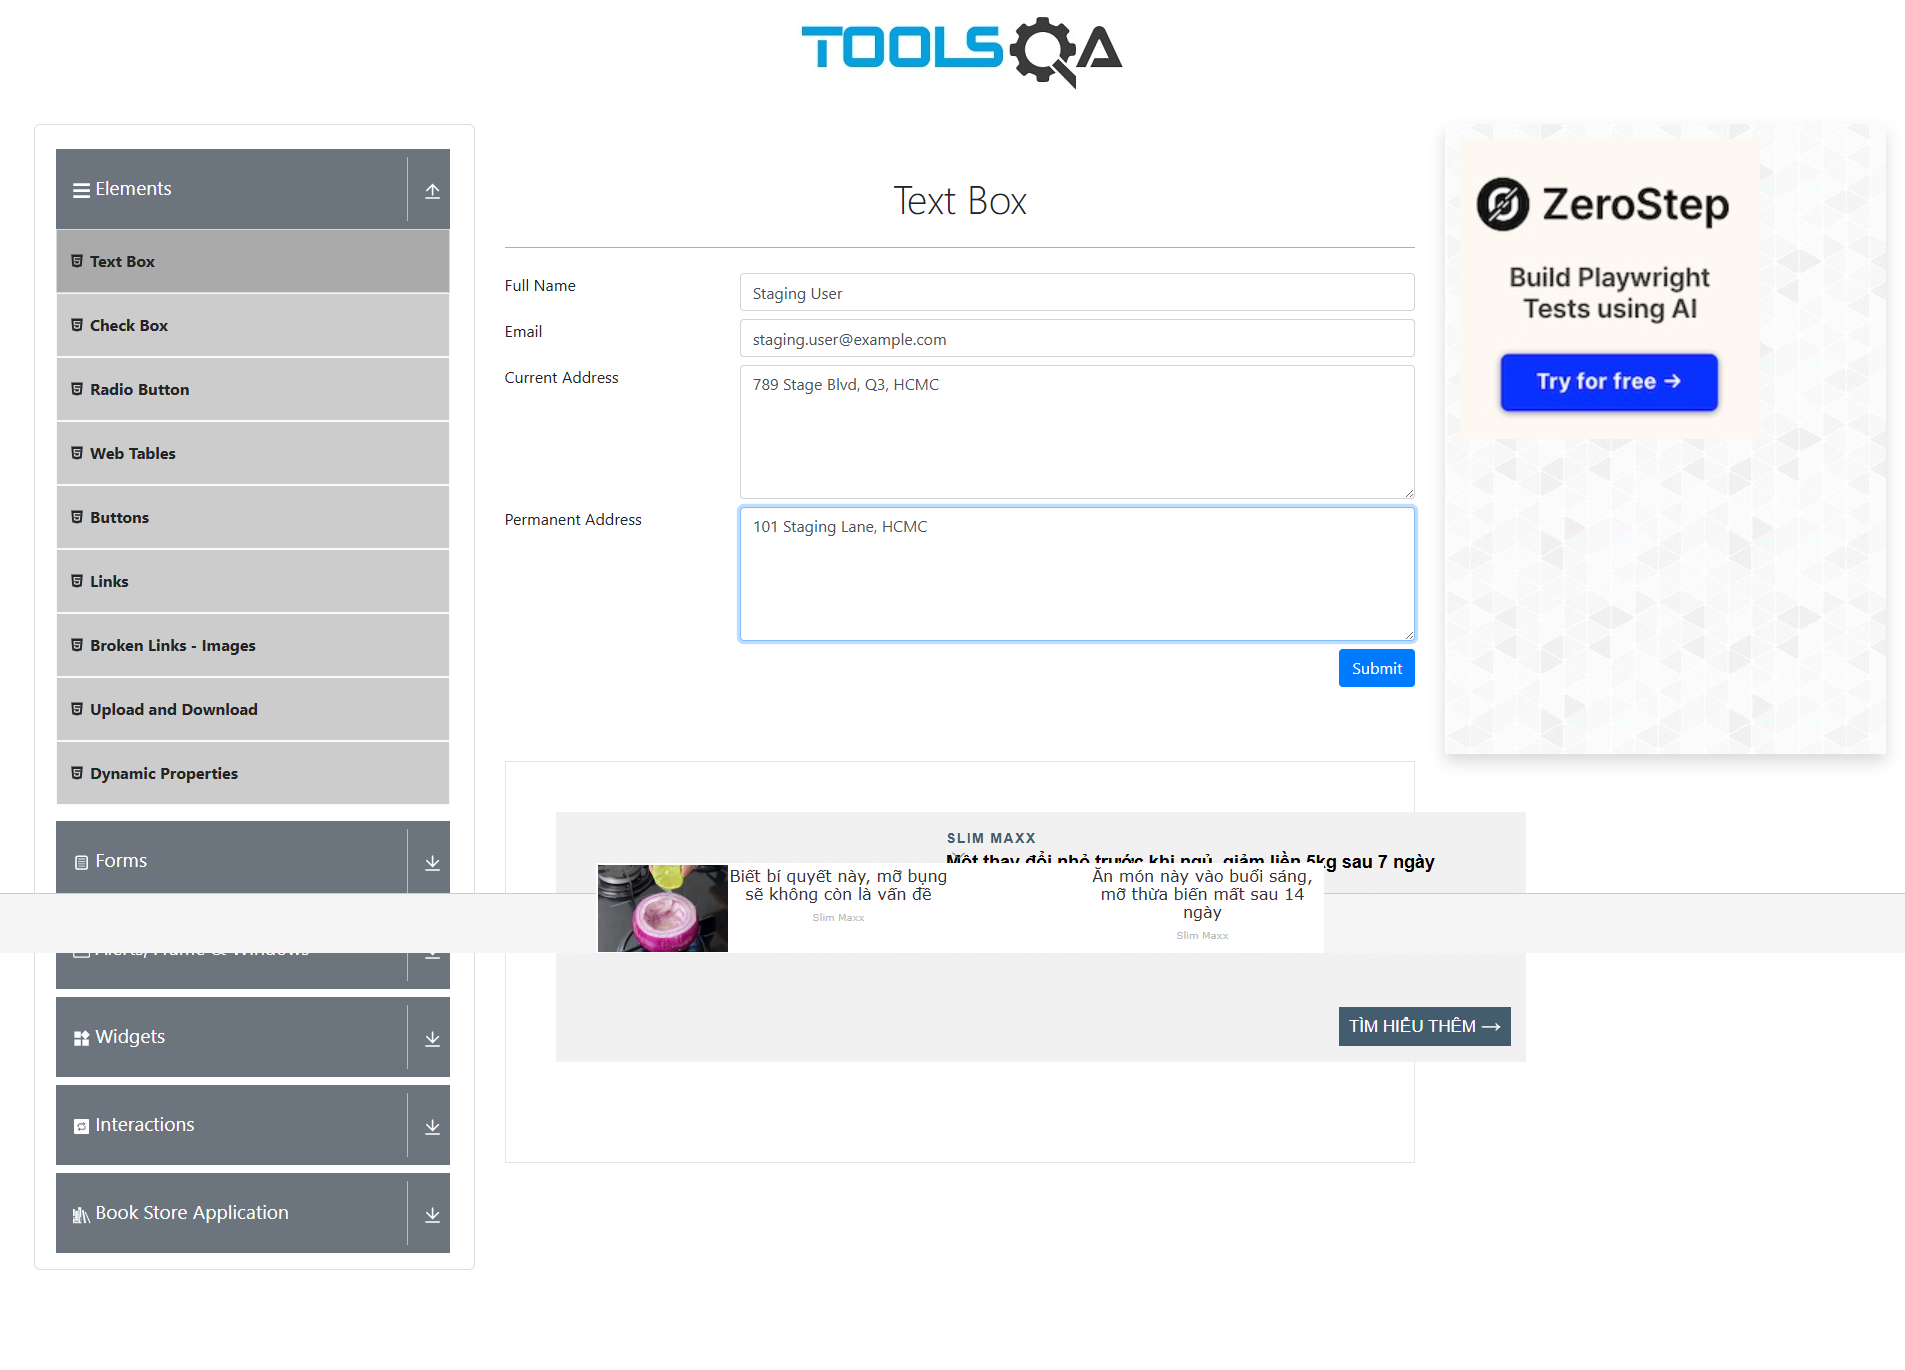 TOOLSQA
Elements
Text Box
Check Box
Radio Button
Web Tables
Buttons
Links
Broken Links - Images
Upload and Download
Dynamic Properties
Forms
Alerts, Frame & Windows
Widgets
Interactions
Book Store Application
Text Box
Full Name
Staging User
Email
staging.user@example.com
Current Address
789 Stage Blvd, Q3, HCMC
Permanent Address
101 Staging Lane, HCMC
Submit
SLIM MAXX
Một thay đổi nhỏ trước khi ngủ, giảm liền 5kg sau 7 ngày
Biết bí quyết này, mỡ bụng
sẽ không còn là vấn đề
Slim Maxx
Ăn món này vào buổi sáng,
mỡ thừa biến mất sau 14
ngày
Slim Maxx
TÌM HIỂU THÊM →
ZeroStep
Build Playwright
Tests using AI
Try for free →